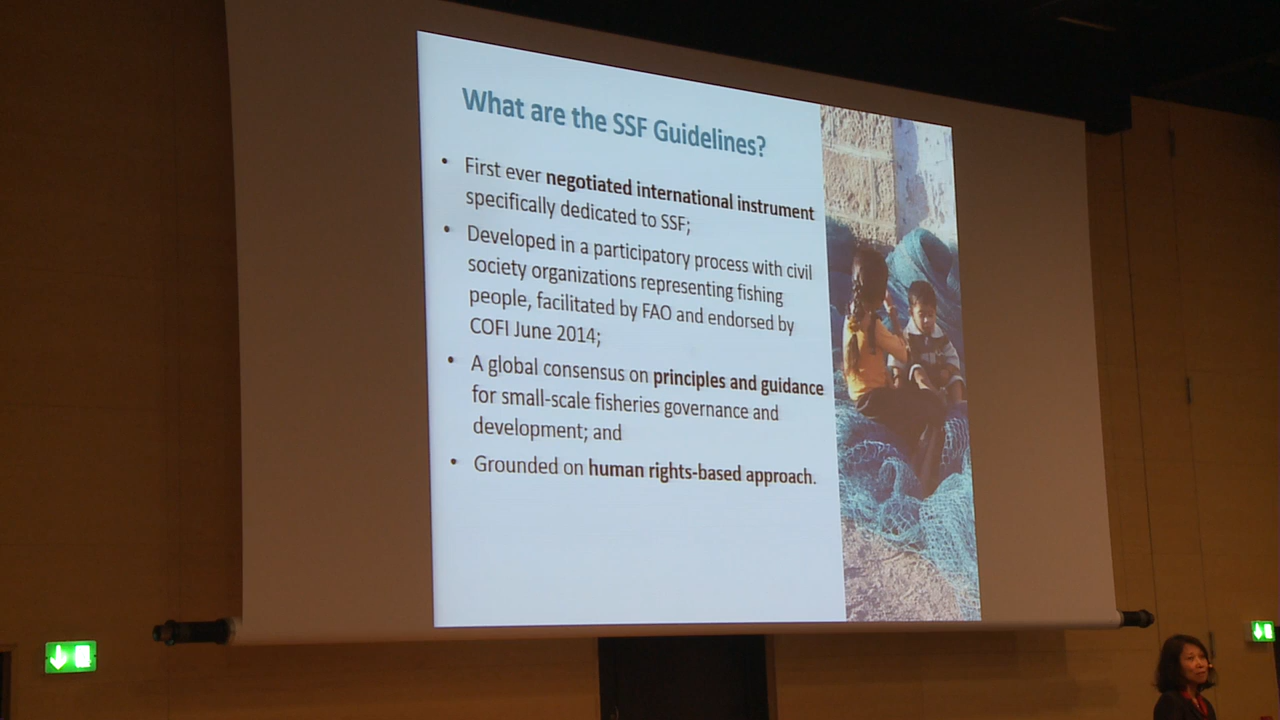 What are the SSF Guidelines?
• First ever negotiated international instrument
specifically dedicated to SSF;
• Developed in a participatory process with civil
society organizations representing fishing
people, facilitated by FAO and endorsed by
COFI June 2014;
• A global consensus on principles and guidance
for small-scale fisheries governance and
development; and
• Grounded on human rights-based approach.